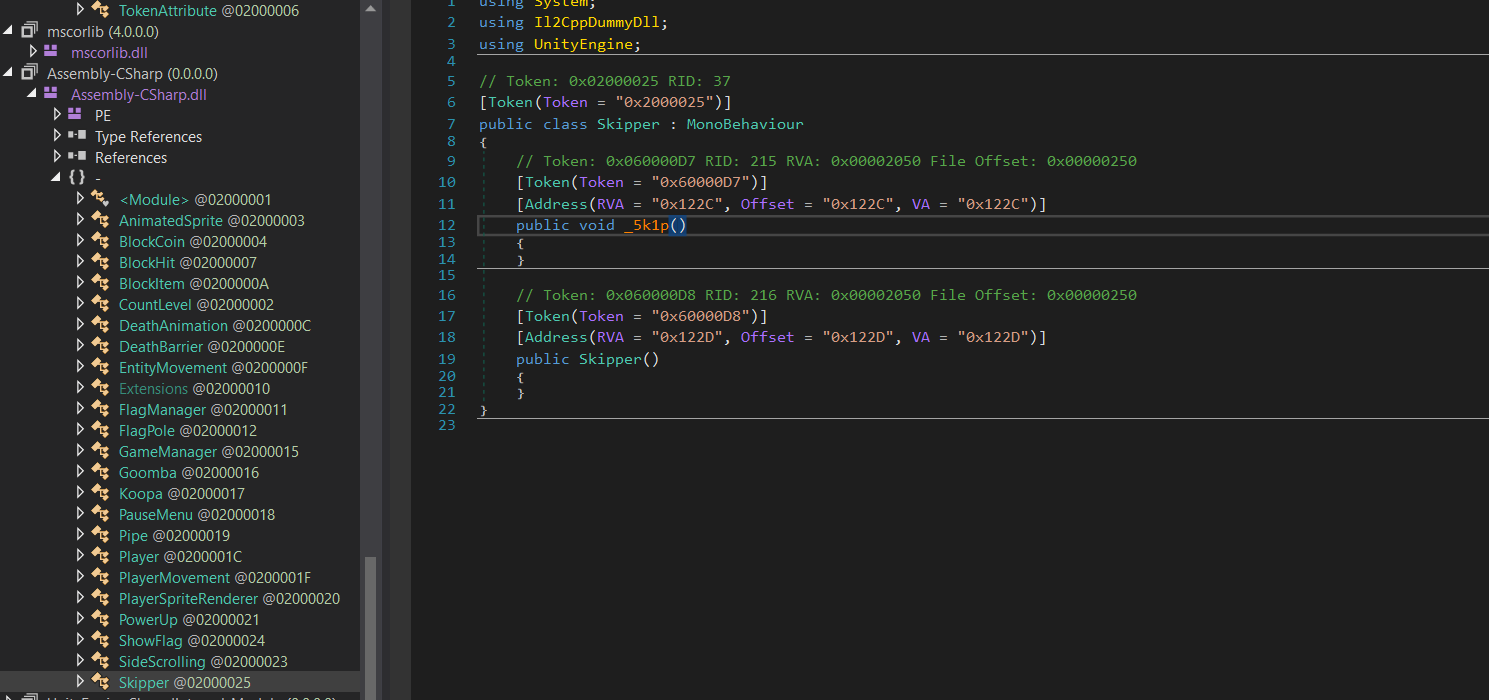 TokenAttribute @02000006
mscorlib (4.0.0.0)
mscorlib.dll
Assembly-CSharp (0.0.0.0)
Assembly-CSharp.dll
PE
Type References
References
{} -
<Module> @02000001
AnimatedSprite @02000003
BlockCoin @02000004
BlockHit @02000007
BlockItem @0200000A
CountLevel @02000002
DeathAnimation @0200000C
DeathBarrier @0200000E
EntityMovement @0200000F
Extensions @02000010
FlagManager @02000011
FlagPole @02000012
GameManager @02000015
Goomba @02000016
Koopa @02000017
PauseMenu @02000018
Pipe @02000019
Player @0200001C
PlayerMovement @0200001F
PlayerSpriteRenderer @02000020
PowerUp @02000021
ShowFlag @02000024
SideScrolling @02000023
Skipper @02000025
1 using System;
2 using Il2CppDummyDll;
3 using UnityEngine;
4
5 // Token: 0x02000025 RID: 37
6 [Token(Token = "0x2000025")]
7 public class Skipper : MonoBehaviour
8 {
9 // Token: 0x060000D7 RID: 215 RVA: 0x00002050 File Offset: 0x00000250
10 [Token(Token = "0x60000D7")]
11 [Address(RVA = "0x122C", Offset = "0x122C", VA = "0x122C")]
12 public void _5k1p()
13 {
14 }
15
16 // Token: 0x060000D8 RID: 216 RVA: 0x00002050 File Offset: 0x00000250
17 [Token(Token = "0x60000D8")]
18 [Address(RVA = "0x122D", Offset = "0x122D", VA = "0x122D")]
19 public Skipper()
20 {
21 }
22 }
23